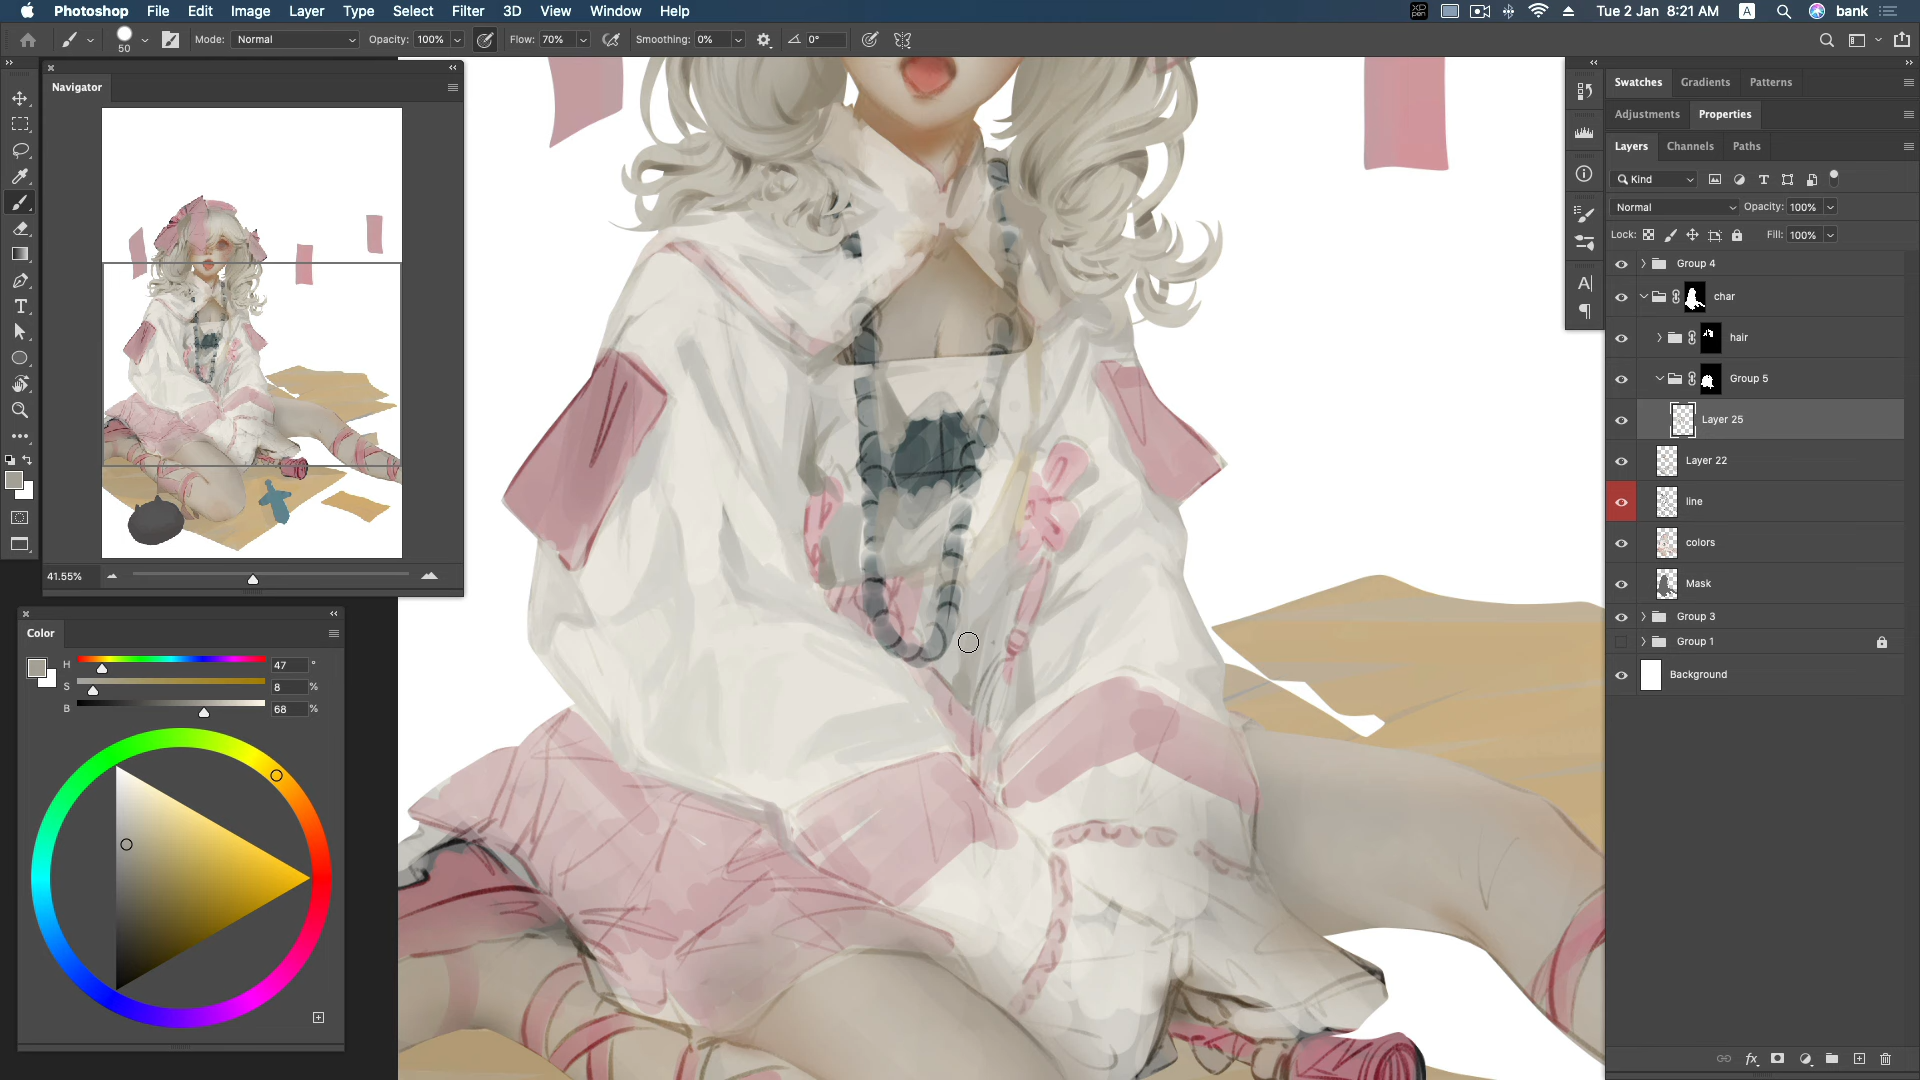 Photoshop File Edit Image Layer Type Select Filter 3D View Window Help XP pen Tue 2 Jan 8:21 AM A bank
50 Mode: Normal Opacity: 100% Flow: 70% Smoothing: 0% 0°
Navigator
41.55%
Color
H 47 °
S 8 %
B 68 %
Swatches Gradients Patterns
Adjustments Properties
Layers Channels Paths
Kind T
Normal Opacity: 100%
Lock: Fill: 100%
Group 4
char
hair
Group 5
Layer 25
Layer 22
line
colors
Mask
Group 3
Group 1
Background
fx